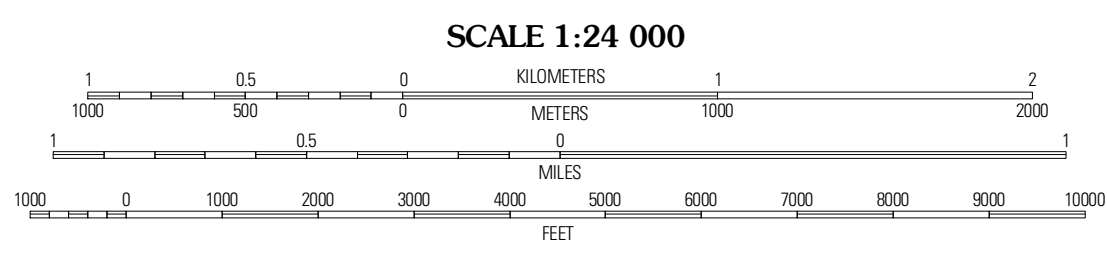 SCALE 1:24 000
1 0.5 0 KILOMETERS 1 2
1000 500 0 METERS 1000 2000
1 0.5 0 1
MILES
1000 0 1000 2000 3000 4000 5000 6000 7000 8000 9000 10000
FEET